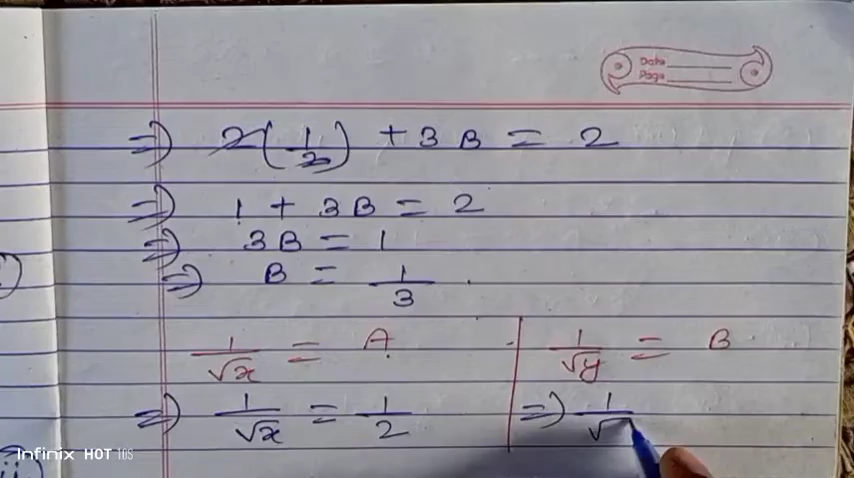 Date
Page
⇒ 2(1/2) + 3B = 2
⇒ 1 + 3B = 2
⇒ 3B = 1
⇒ B = 1/3
1/√x = A
1/√y = B
⇒ 1/√x = 1/2
⇒ 1/√
Infinix HOT 10S